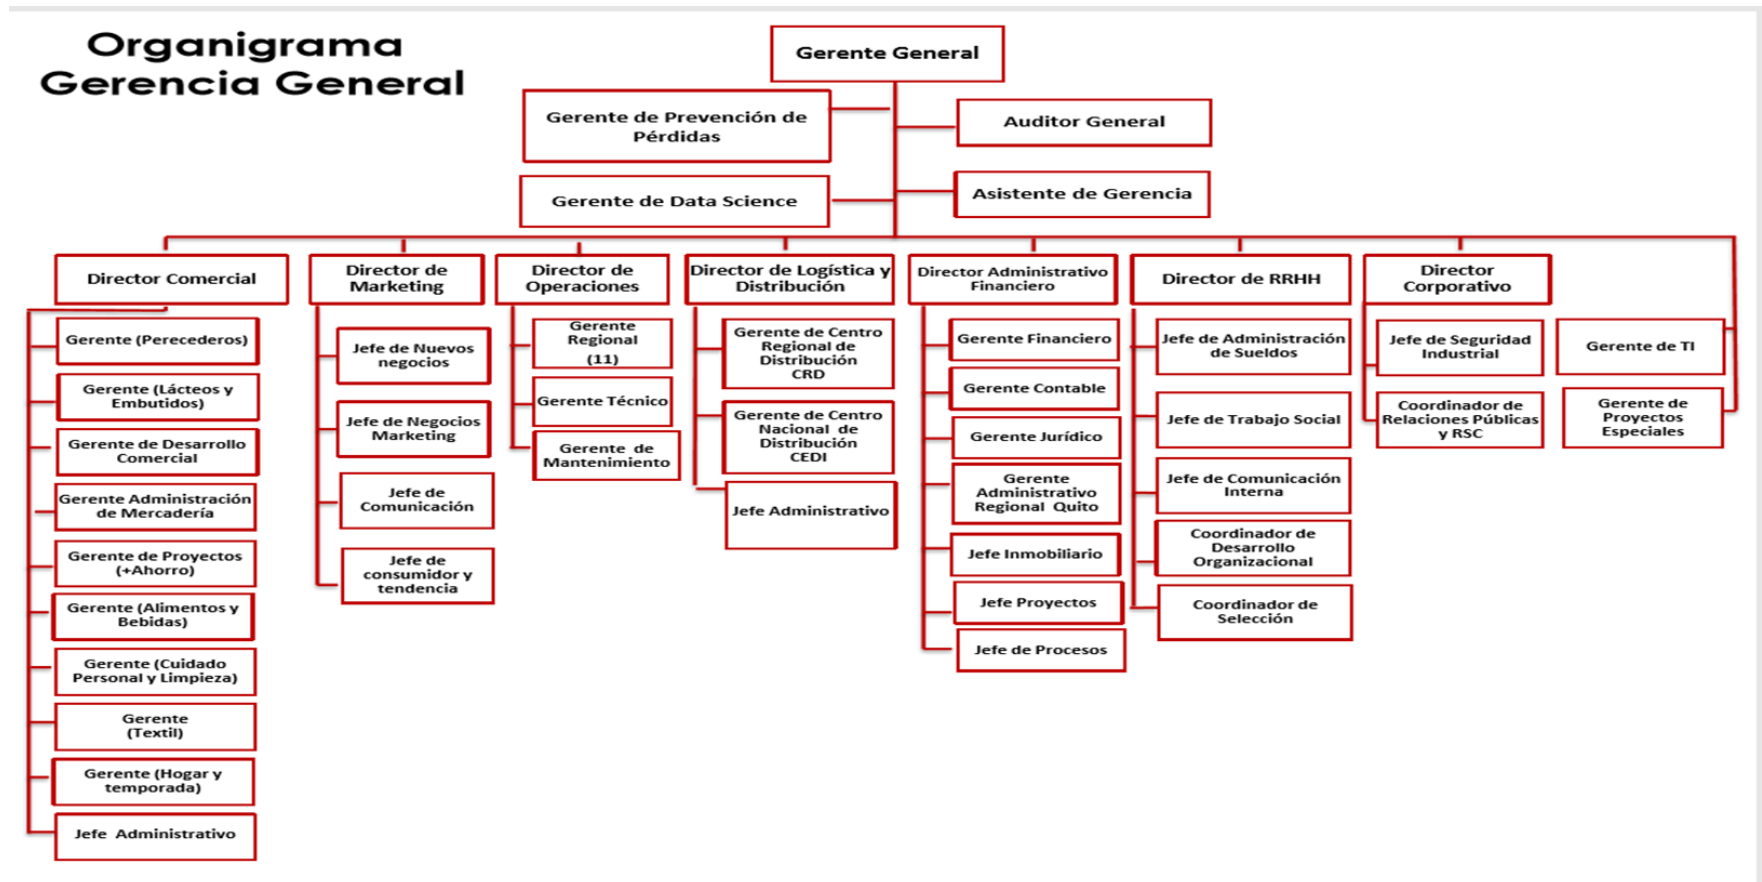 Organigrama
Gerencia General
Gerente General
Gerente de Prevención de
Pérdidas
Auditor General
Gerente de Data Science
Asistente de Gerencia
Director Comercial
Gerente (Perecederos)
Gerente (Lácteos y
Embutidos)
Gerente de Desarrollo
Comercial
Gerente Administración
de Mercadería
Gerente de Proyectos
(+Ahorro)
Gerente (Alimentos y
Bebidas)
Gerente (Cuidado
Personal y Limpieza)
Gerente
(Textil)
Gerente (Hogar y
temporada)
Jefe Administrativo
Director de
Marketing
Jefe de Nuevos
negocios
Jefe de Negocios
Marketing
Jefe de
Comunicación
Jefe de
consumidor y
tendencia
Director de
Operaciones
Gerente
Regional
(11)
Gerente Técnico
Gerente de
Mantenimiento
Director de Logística y
Distribución
Gerente de Centro
Regional de
Distribución
CRD
Gerente de Centro
Nacional de
Distribución
CEDI
Jefe Administrativo
Director Administrativo
Financiero
Gerente Financiero
Gerente Contable
Gerente Jurídico
Gerente
Administrativo
Regional Quito
Jefe Inmobiliario
Jefe Proyectos
Jefe de Procesos
Director de RRHH
Jefe de Administración
de Sueldos
Jefe de Trabajo Social
Jefe de Comunicación
Interna
Coordinador de
Desarrollo
Organizacional
Coordinador de
Selección
Director
Corporativo
Jefe de Seguridad
Industrial
Coordinador de
Relaciones Públicas
y RSC
Gerente de TI
Gerente de
Proyectos
Especiales